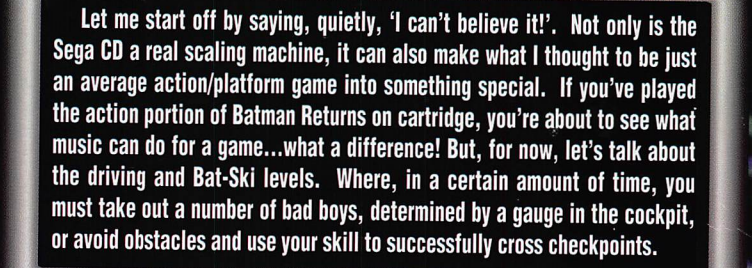 Let me start off by saying, quietly, ‘I can’t believe it!’. Not only is the
Sega CD a real scaling machine, it can also make what I thought to be just
an average action/platform game into something special. If you’ve played
the action portion of Batman Returns on cartridge, you’re about to see what
music can do for a game...what a difference! But, for now, let’s talk about
the driving and Bat-Ski levels. Where, in a certain amount of time, you
must take out a number of bad boys, determined by a gauge in the cockpit,
or avoid obstacles and use your skill to successfully cross checkpoints.